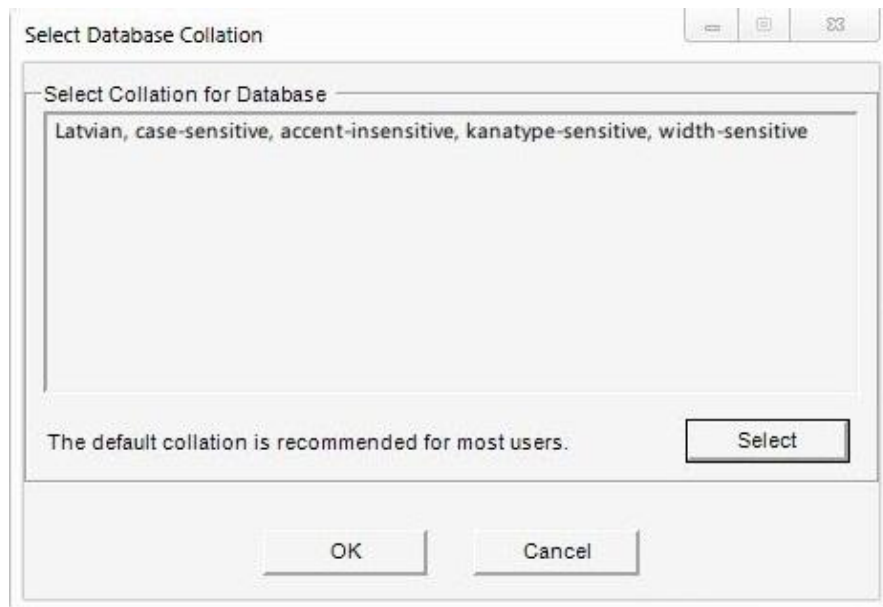 Select Database Collation
Select Collation for Database
Latvian, case-sensitive, accent-insensitive, kanatype-sensitive, width-sensitive
The default collation is recommended for most users.
Select
OK
Cancel